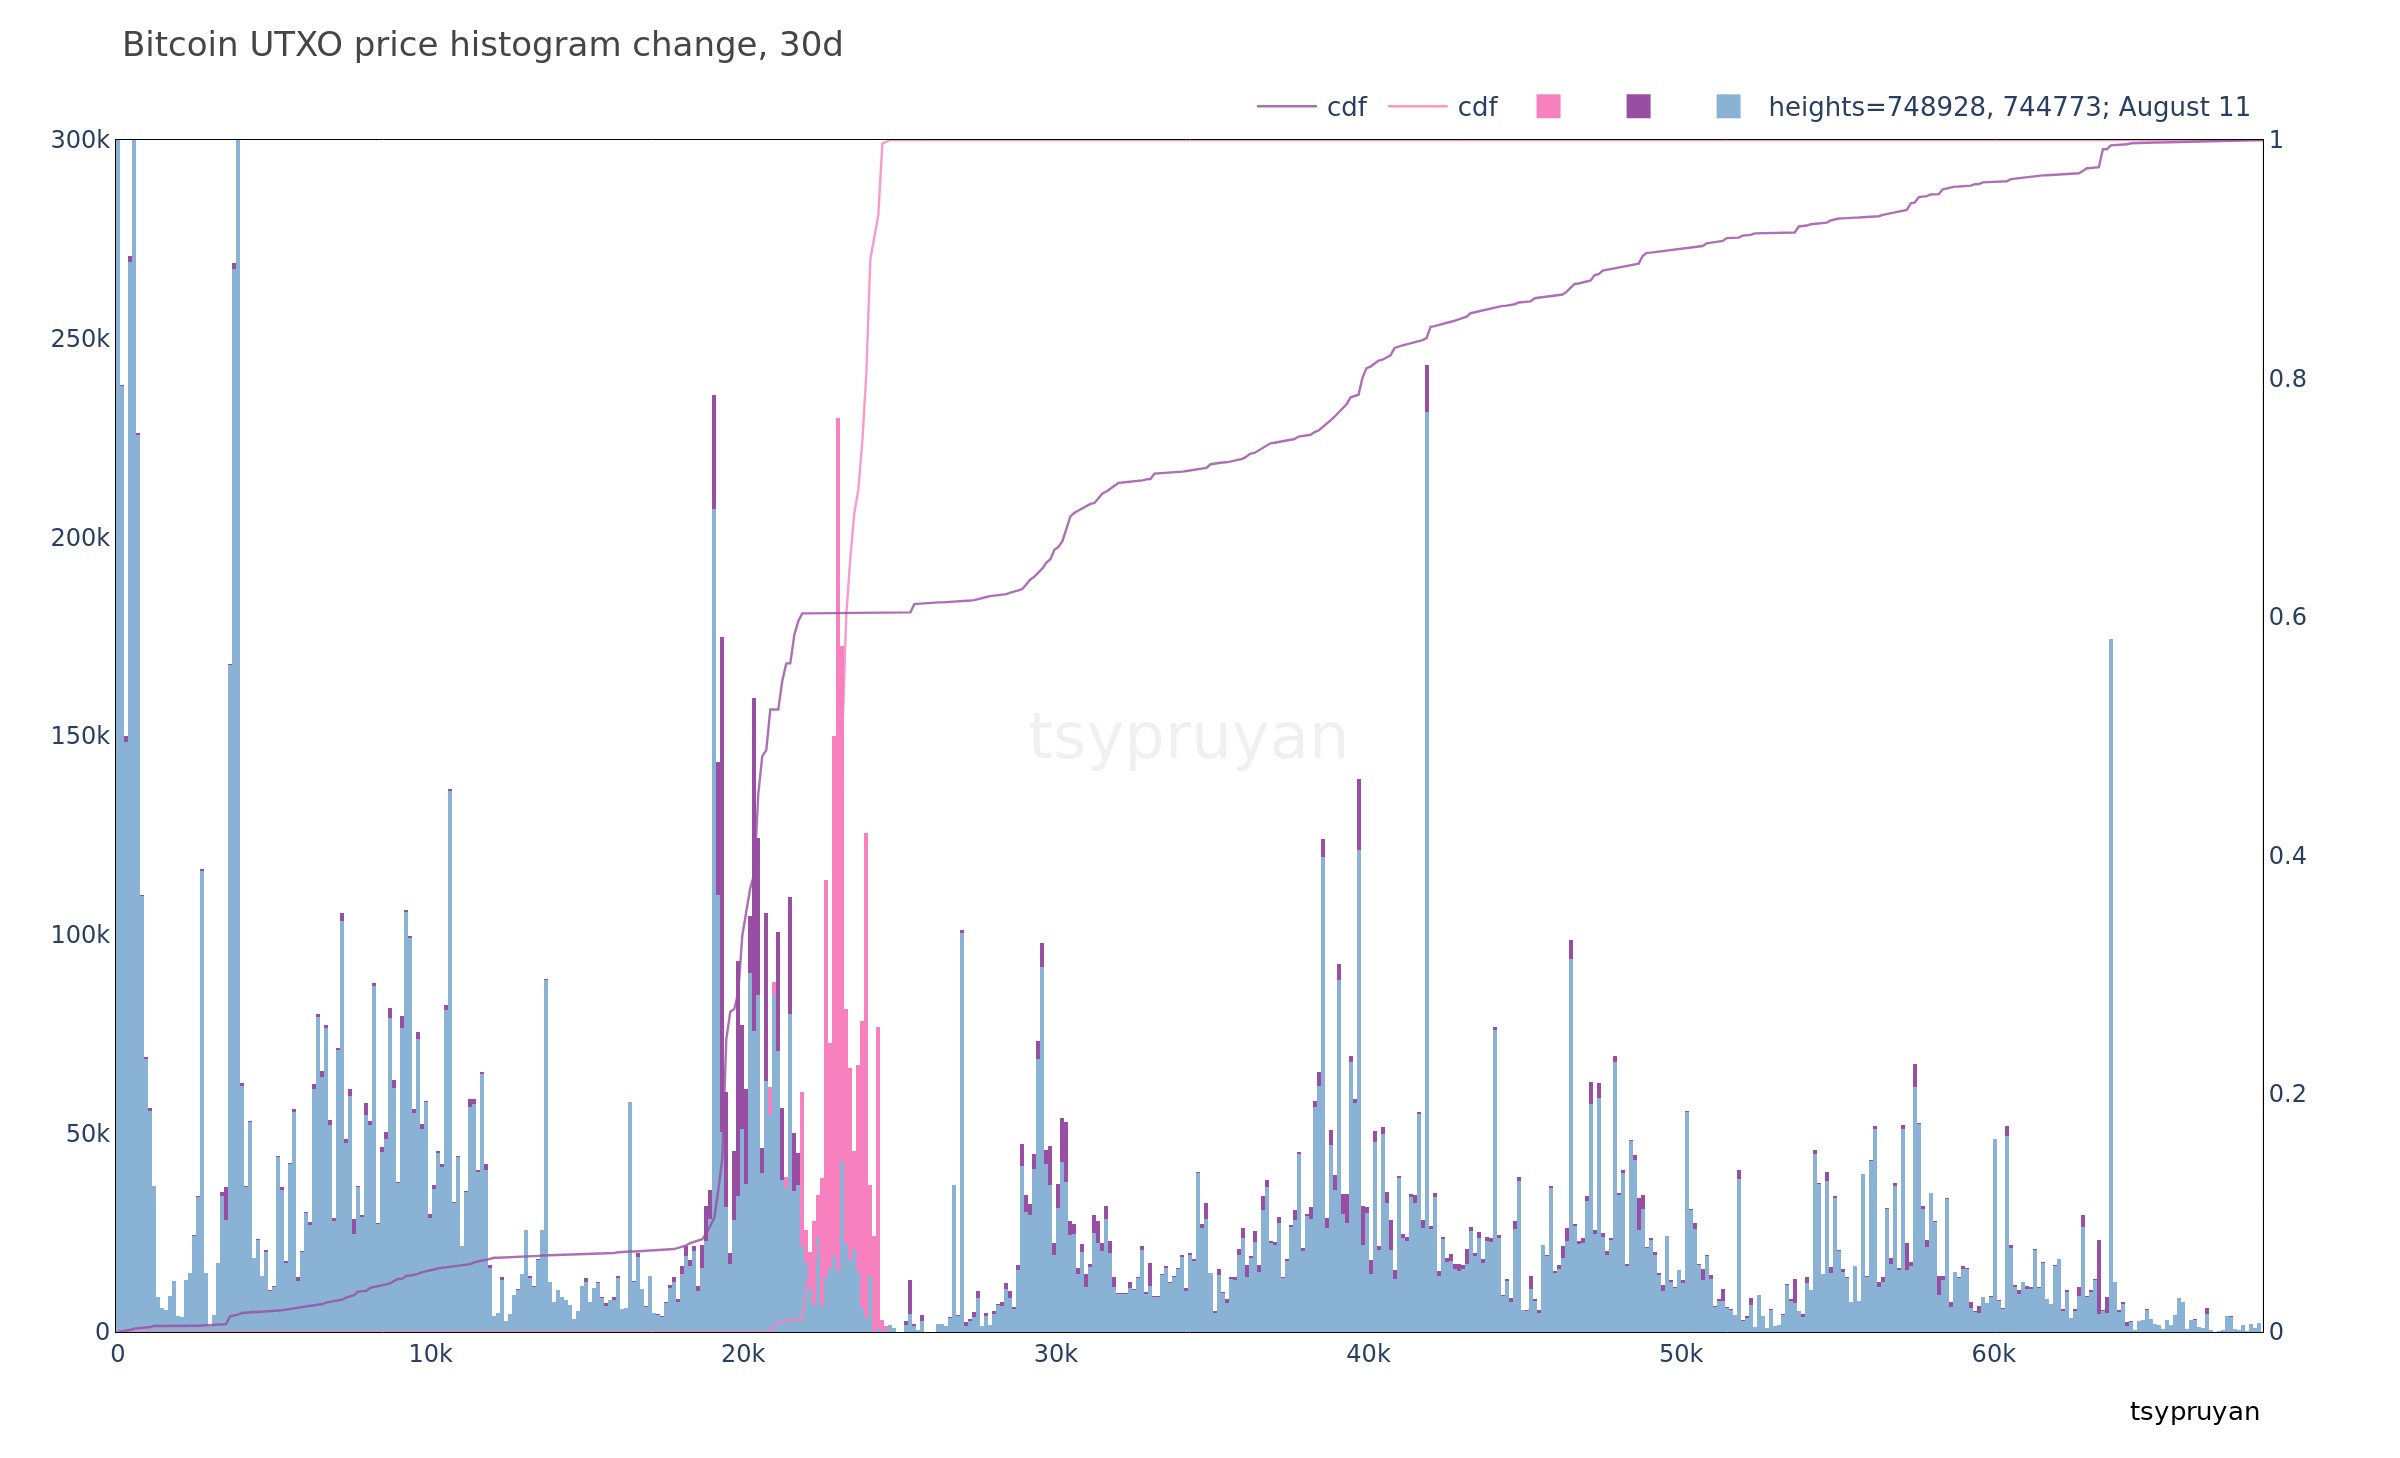 Bitcoin UTXO price histogram change, 30d
cdf cdf heights=748928, 744773; August 11
300k 1
250k
0.8
200k
0.6
150k
tsypruyan
0.4
100k
0.2
50k
0 0
0 10k 20k 30k 40k 50k 60k
tsypruyan